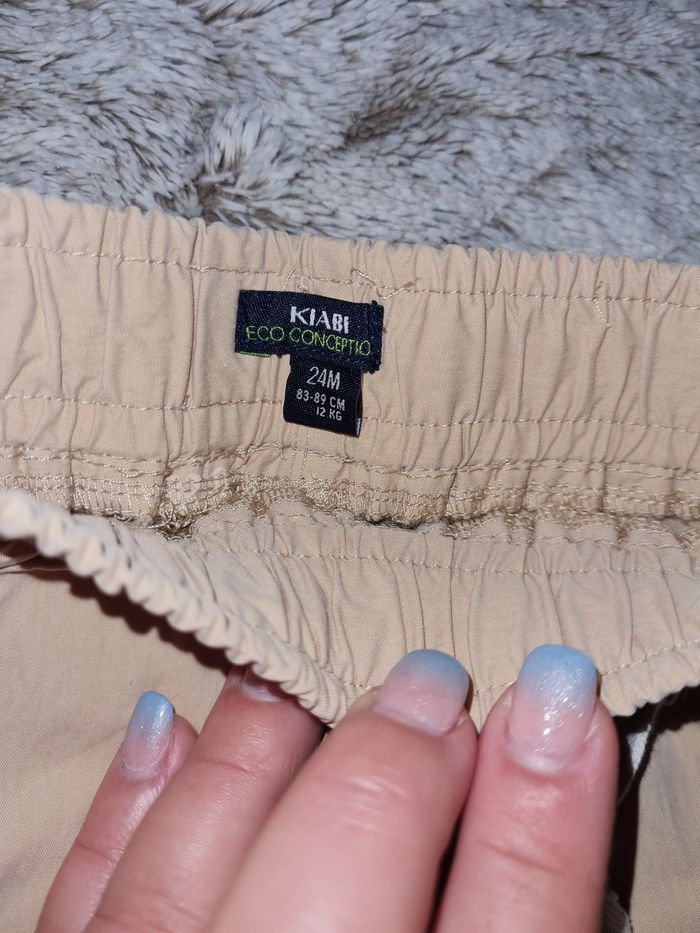 KIABI
ECO CONCEPTIO
24M
83-89 CM
12 KG